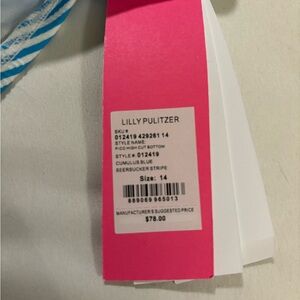 LILLY PULITZER
SKU #
012419 429261 14
STYLE NAME:
PICO HIGH CUT BOTTOM
STYLE #: 012419
CUMULUS BLUE
SEERSUCKER STRIPE
Size: 14
889069 965013
MANUFACTURER'S SUGGESTED PRICE
$78.00